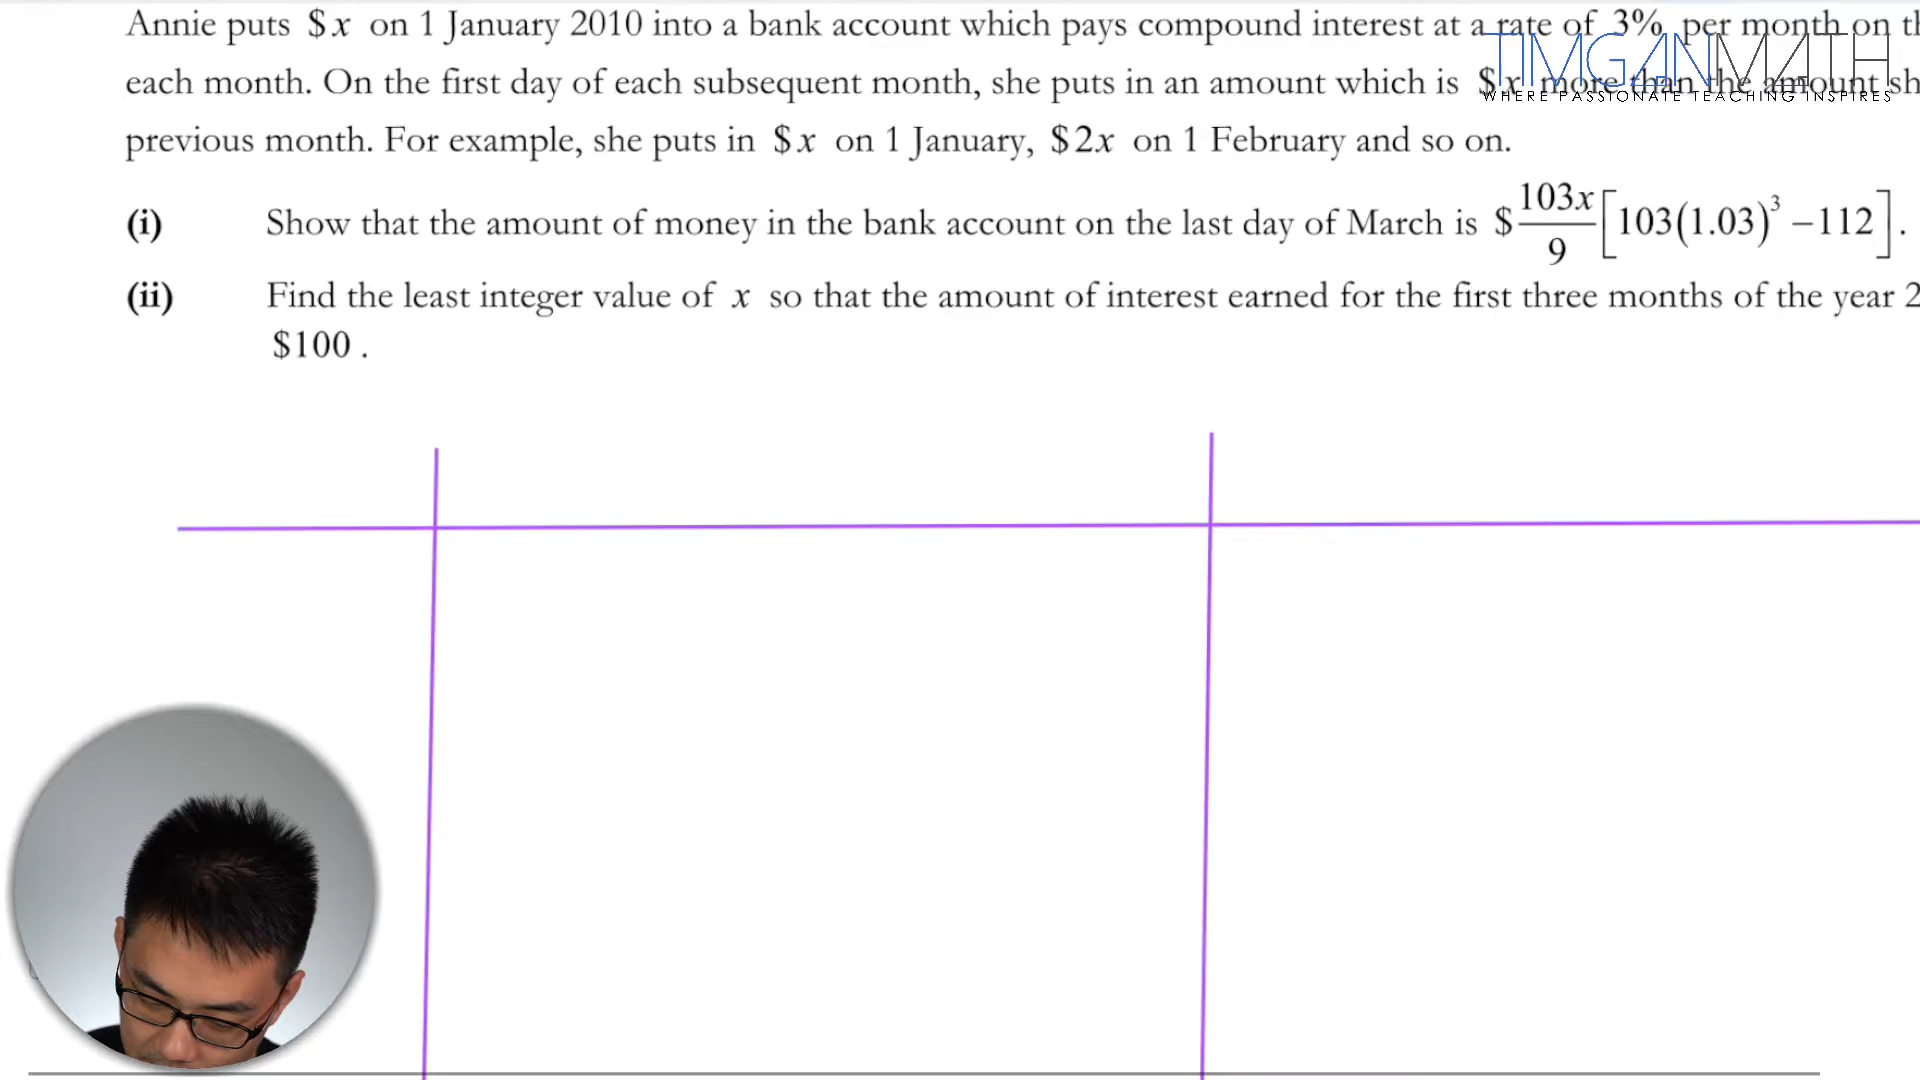 Annie puts $x on 1 January 2010 into a bank account which pays compound interest at a rate of 3% per month on th
each month. On the first day of each subsequent month, she puts in an amount which is $x more than the amount sh
previous month. For example, she puts in $x on 1 January, $2x on 1 February and so on.
(i) Show that the amount of money in the bank account on the last day of March is $\frac{103x}{9}[103(1.03)^3 − 112].
(ii) Find the least integer value of x so that the amount of interest earned for the first three months of the year 2
$100.
TIMGANMATH
WHERE PASSIONATE TEACHING INSPIRES